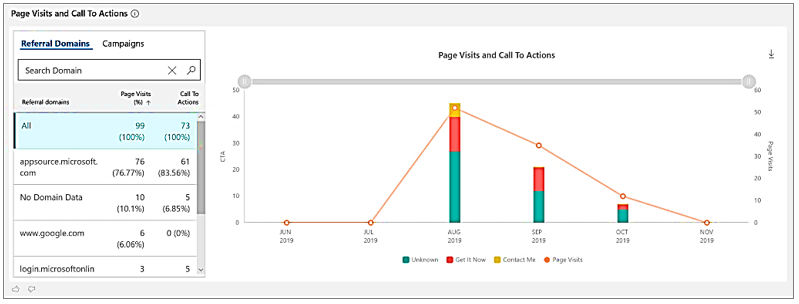 Page Visits and Call To Actions
Referral Domains Campaigns
Search Domain
Referral domains Page Visits (%) ↑ Call To Actions
All 99 (100%) 73 (100%)
appsource.microsoft.com 76 (76.77%) 61 (83.56%)
No Domain Data 10 (10.1%) 5 (6.85%)
www.google.com 6 (6.06%) 0 (0%)
login.microsoftonlin 3 5
Page Visits and Call To Actions
50 60
40 50
30 40
20 30
10 20
0 10
0
CTA
Page Visits
JUN 2019 JUL 2019 AUG 2019 SEP 2019 OCT 2019 NOV 2019
Unknown Get It Now Contact Me Page Visits